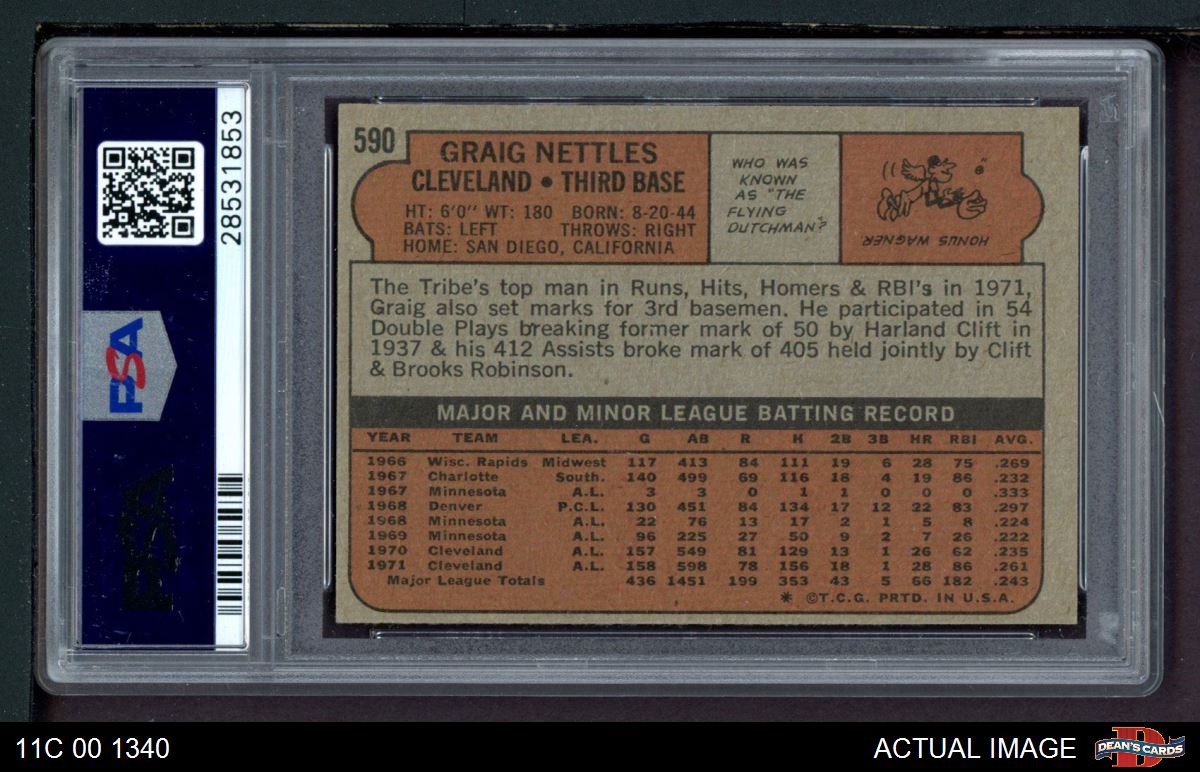 28531853
PSA
PSA
590
GRAIG NETTLES
CLEVELAND • THIRD BASE
HT: 6'0" WT: 180 BORN: 8-20-44
BATS: LEFT THROWS: RIGHT
HOME: SAN DIEGO, CALIFORNIA
WHO WAS
KNOWN
AS "THE
FLYING
DUTCHMAN"?
HONUS WAGNER
The Tribe's top man in Runs, Hits, Homers & RBI's in 1971,
Graig also set marks for 3rd basemen. He participated in 54
Double Plays breaking former mark of 50 by Harland Clift in
1937 & his 412 Assists broke mark of 405 held jointly by Clift
& Brooks Robinson.
MAJOR AND MINOR LEAGUE BATTING RECORD
YEAR TEAM LEA. G AB R H 2B 3B HR RBI AVG.
1966 Wisc. Rapids Midwest 117 413 84 111 19 6 28 75 .269
1967 Charlotte South. 140 499 69 116 18 4 19 86 .232
1967 Minnesota A.L. 3 3 0 1 1 0 0 0 .333
1968 Denver P.C.L. 130 451 84 134 17 12 22 83 .297
1968 Minnesota A.L. 22 76 13 17 2 1 5 8 .224
1969 Minnesota A.L. 96 225 27 50 9 2 7 26 .222
1970 Cleveland A.L. 157 549 81 129 13 1 26 62 .235
1971 Cleveland A.L. 158 598 78 156 18 1 28 86 .261
Major League Totals 436 1451 199 353 43 5 66 182 .243
* ©T.C.G. PRTD. IN U.S.A.
11C 00 1340
ACTUAL IMAGE
DEAN'S CARDS